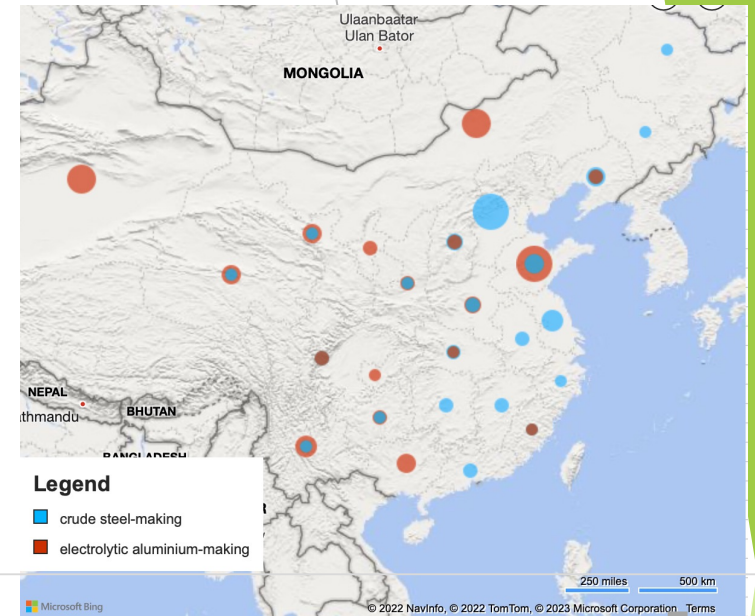 Ulaanbaatar
Ulan Bator
MONGOLIA
NEPAL
BHUTAN
BANGLADESH
Legend
crude steel-making
electrolytic aluminium-making
250 miles
500 km
Microsoft Bing
© 2022 NavInfo, © 2022 TomTom, © 2023 Microsoft Corporation Terms